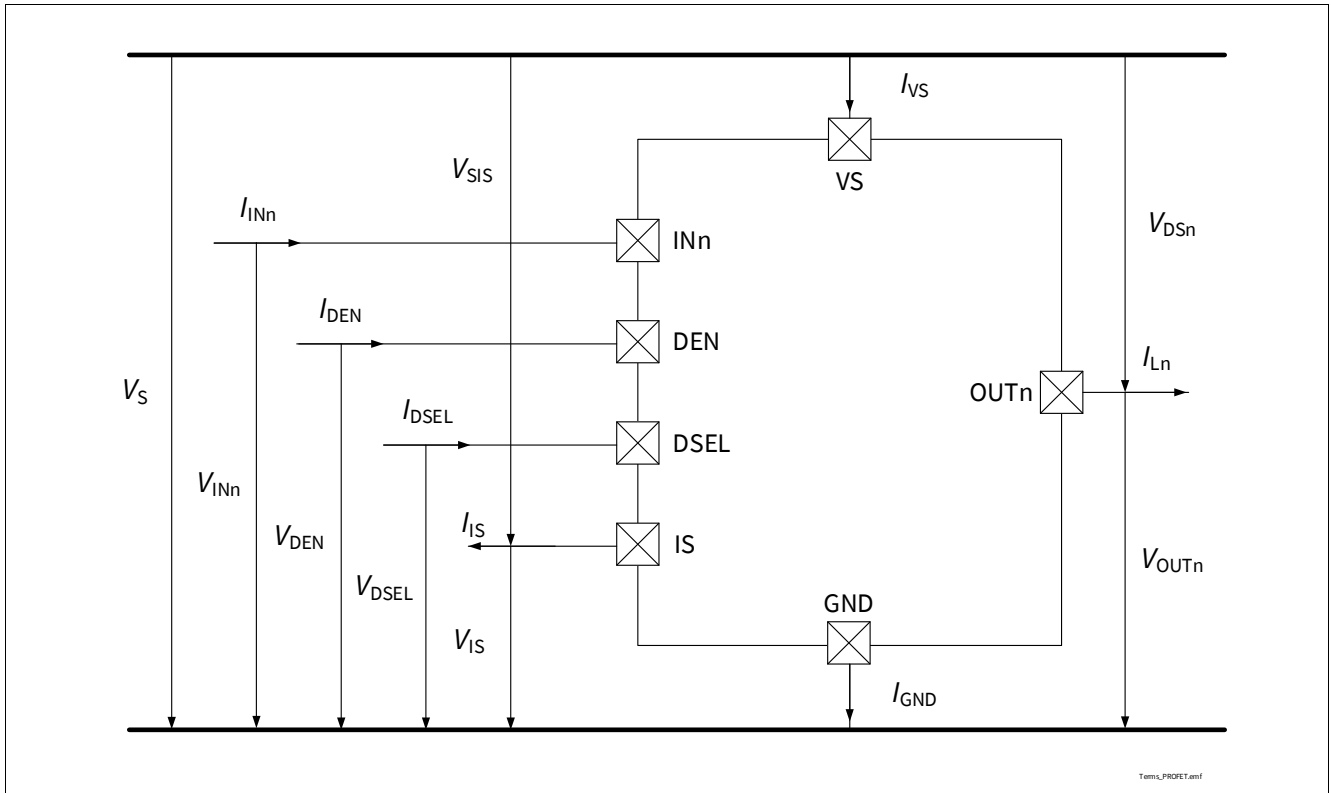 I_VS
VS
V_SIS
I_INn
INn
V_DSn
I_DEN
DEN
I_Ln
V_S
OUTn
I_DSEL
DSEL
V_INn
I_IS
IS
V_DEN
V_OUTn
V_DSEL
GND
V_IS
I_GND
Terms_PROFET.emf